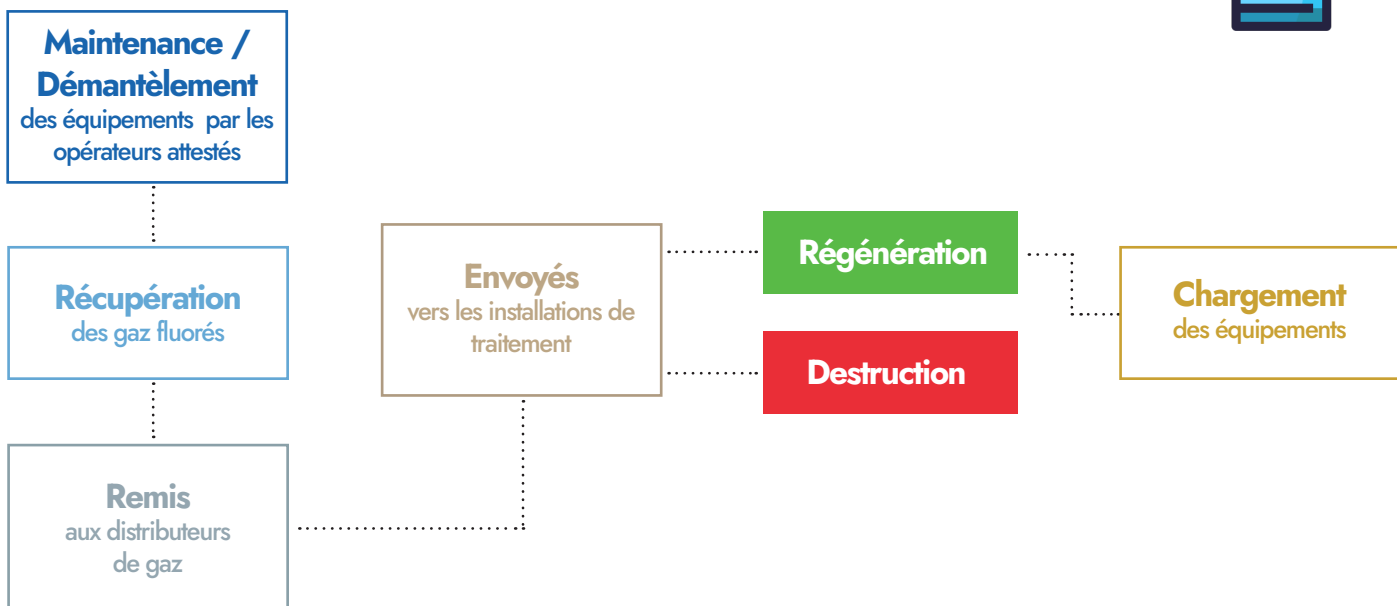 Maintenance /
Démantèlement
des équipements par les
opérateurs attestés
Récupération
des gaz fluorés
Remis
aux distributeurs
de gaz
Envoyés
vers les installations de
traitement
Régénération
Destruction
Chargement
des équipements